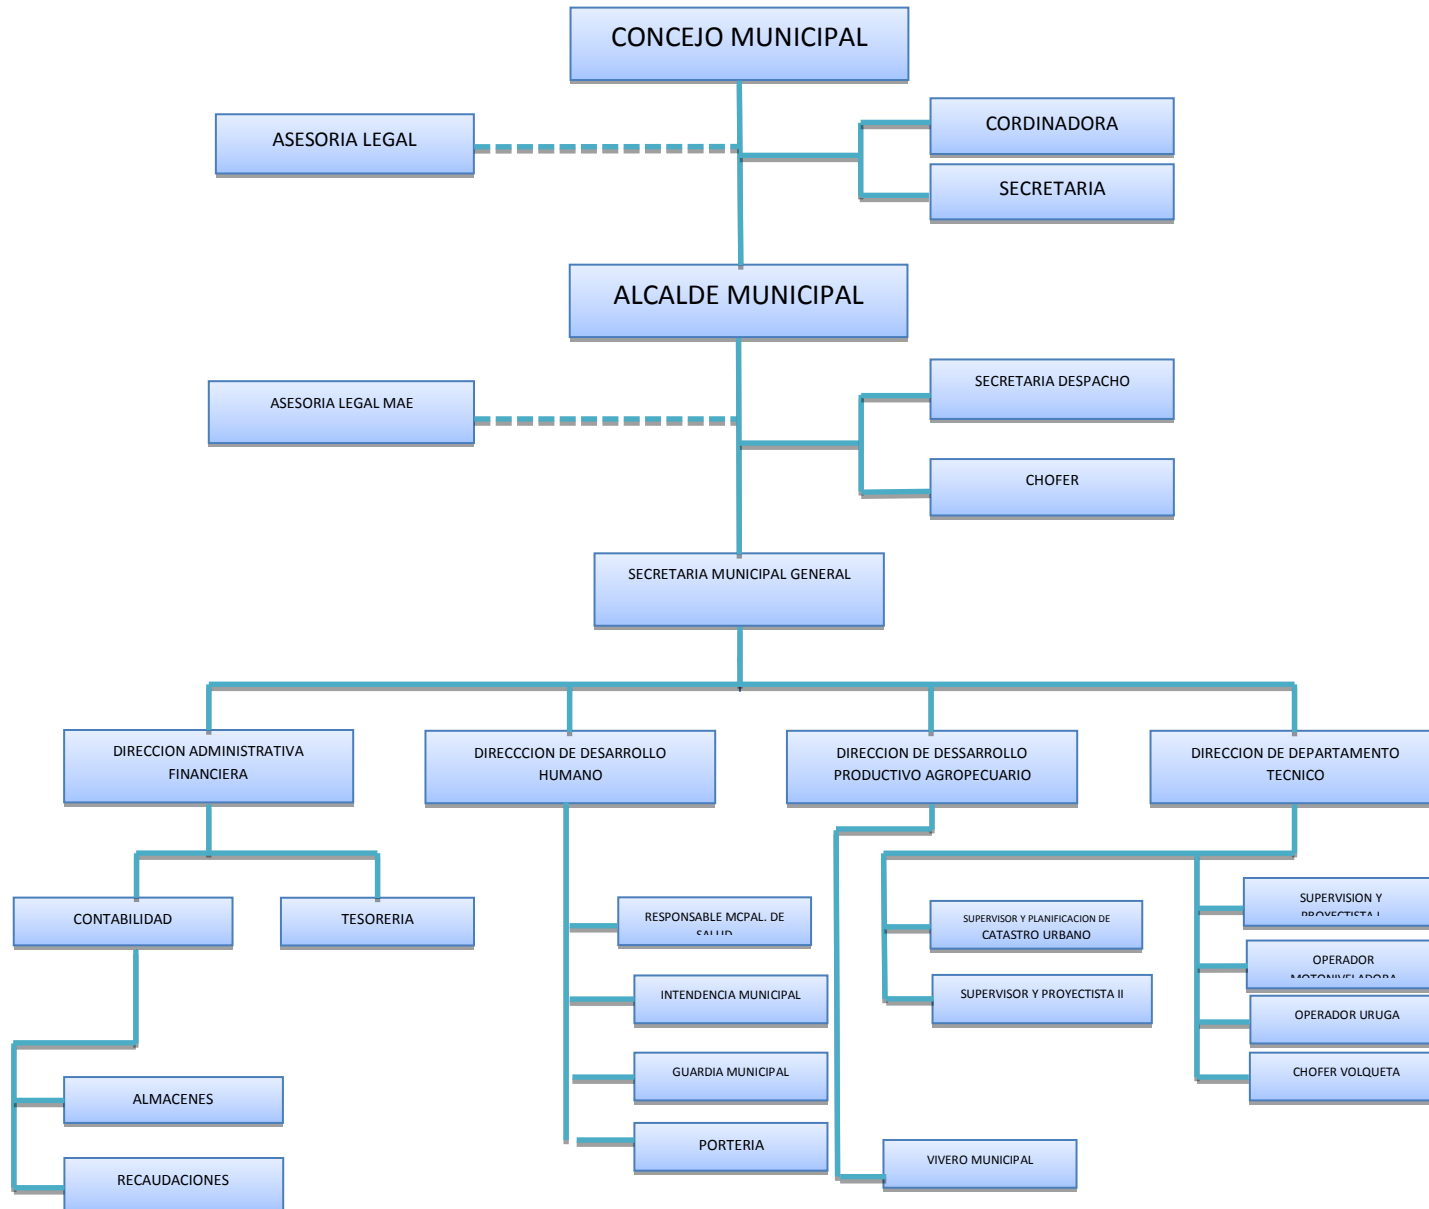 CONCEJO MUNICIPAL
ASESORIA LEGAL
CORDINADORA
SECRETARIA
ALCALDE MUNICIPAL
ASESORIA LEGAL MAE
SECRETARIA DESPACHO
CHOFER
SECRETARIA MUNICIPAL GENERAL
DIRECCION ADMINISTRATIVA
FINANCIERA
DIRECCCION DE DESARROLLO
HUMANO
DIRECCION DE DESSARROLLO
PRODUCTIVO AGROPECUARIO
DIRECCION DE DEPARTAMENTO
TECNICO
CONTABILIDAD
TESORERIA
ALMACENES
RECAUDACIONES
RESPONSABLE MCPAL. DE
SALUD
INTENDENCIA MUNICIPAL
GUARDIA MUNICIPAL
PORTERIA
VIVERO MUNICIPAL
SUPERVISOR Y PLANIFICACION DE
CATASTRO URBANO
SUPERVISOR Y PROYECTISTA II
SUPERVISION Y
PROYECTISTA I
OPERADOR
MOTONIVELADORA
OPERADOR URUGA
CHOFER VOLQUETA